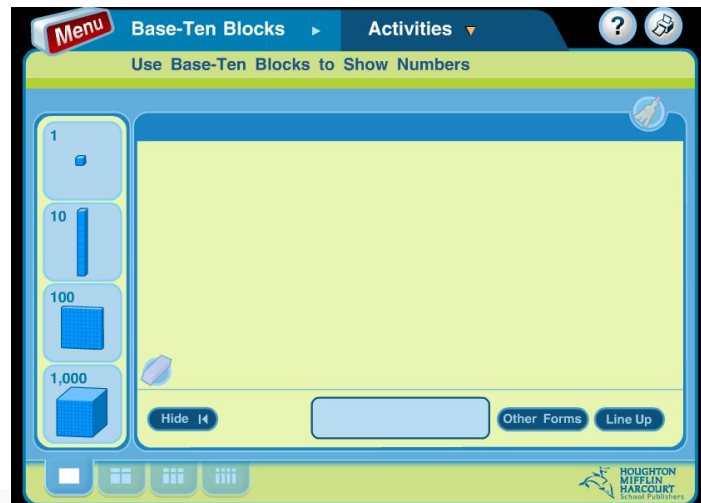 Menu
Base-Ten Blocks
Activities
?
Use Base-Ten Blocks to Show Numbers
1
10
100
1,000
Hide
Other Forms
Line Up
HOUGHTON
MIFFLIN
HARCOURT
School Publishers